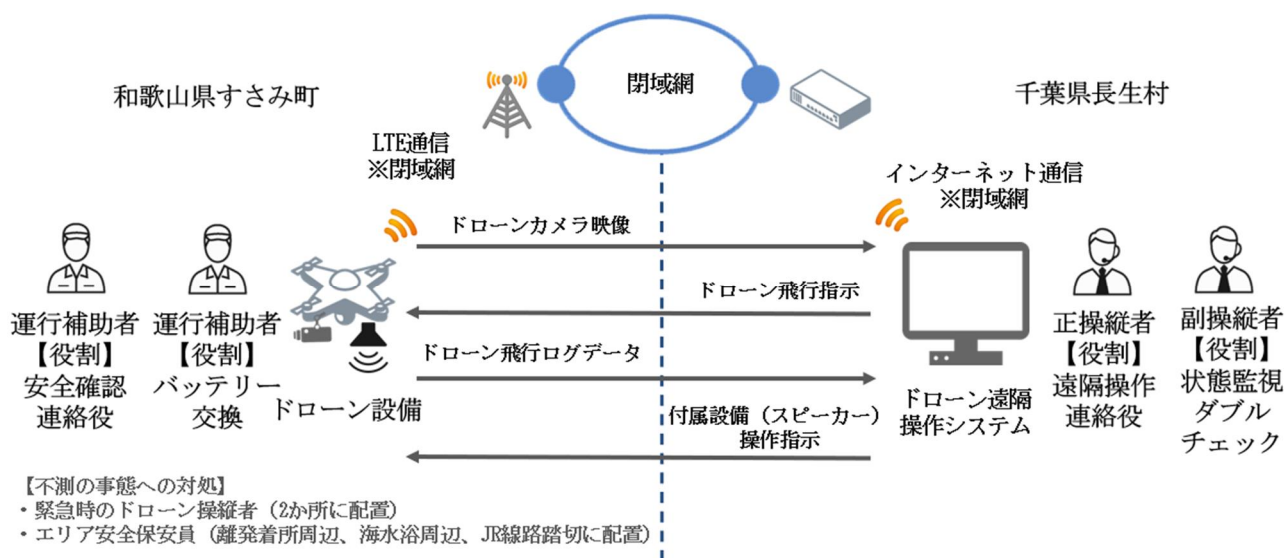 閉域網
和歌山県すさみ町
千葉県長生村
LTE通信
※閉域網
インターネット通信
※閉域網
ドローンカメラ映像
ドローン飛行指示
ドローン飛行ログデータ
付属設備（スピーカー）
操作指示
運行補助者
【役割】
安全確認
連絡役
運行補助者
【役割】
バッテリー
交換
ドローン設備
ドローン遠隔
操作システム
正操縦者
【役割】
遠隔操作
連絡役
副操縦者
【役割】
状態監視
ダブル
チェック
【不測の事態への対処】
・緊急時のドローン操縦者（2か所に配置）
・エリア安全保安員（離発着所周辺、海水浴周辺、JR線路踏切に配置）